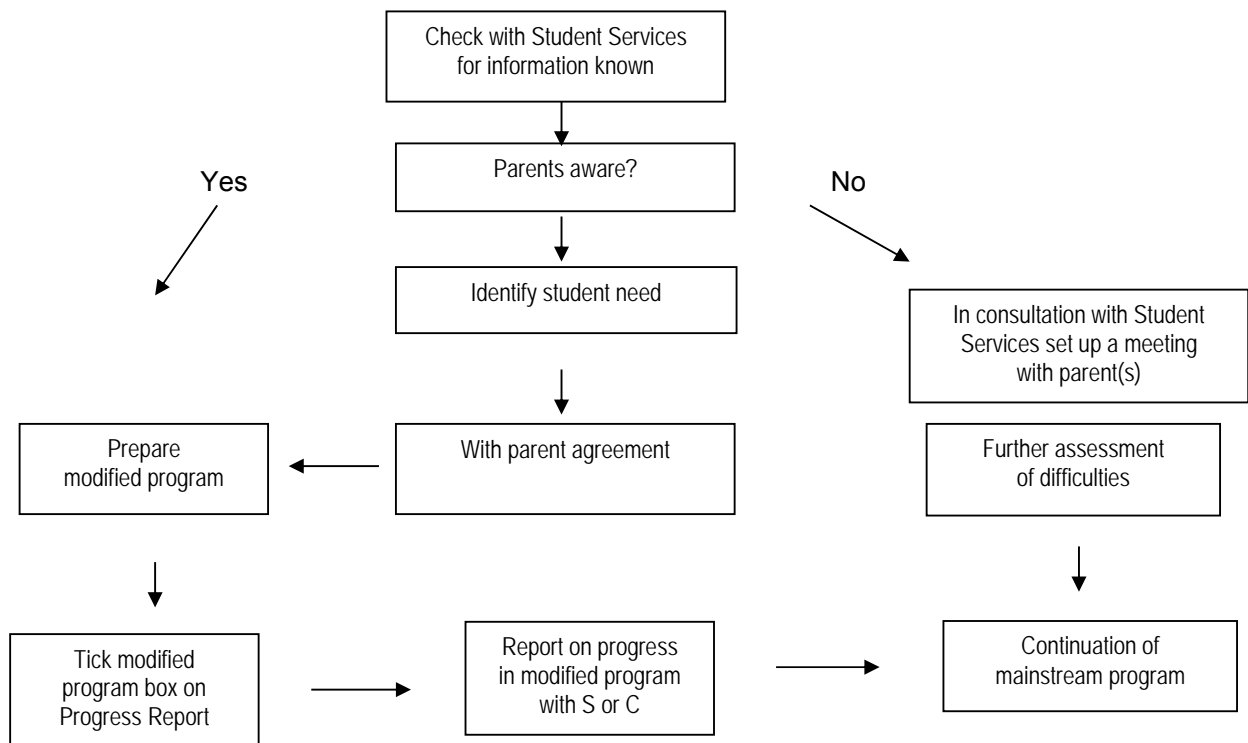 Check with Student Services
for information known
Parents aware?
Yes
No
Identify student need
In consultation with Student
Services set up a meeting
with parent(s)
Prepare
modified program
With parent agreement
Further assessment
of difficulties
Tick modified
program box on
Progress Report
Report on progress
in modified program
with S or C
Continuation of
mainstream program